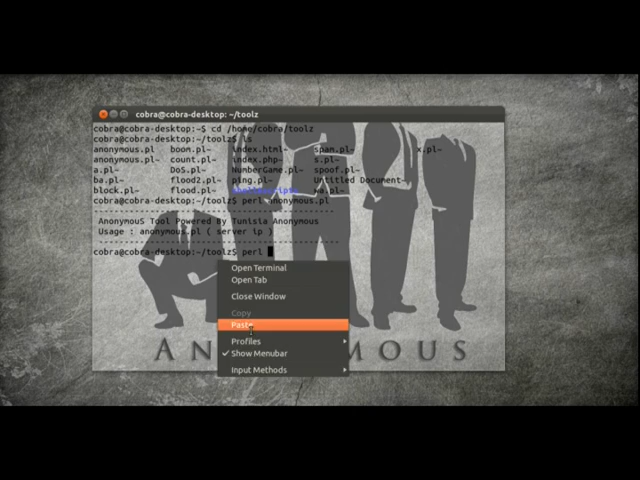 cobra@cobra-desktop: ~/toolz
cobra@cobra-desktop:~$ cd /home/cobra/toolz
cobra@cobra-desktop:~/toolz$ ls
anonymous.pl boom.pl~ index.html~ spam.pl~ x.pl~
anonymous.pl~ count.pl~ index.php~ s.pl~
a.pl~ DoS.pl~ NumberGame.pl~ spoof.pl~
ba.pl~ flood2.pl~ ping.pl~ Untitled Document~
block.pl~ flood.pl~ wa.pl~
cobra@cobra-desktop:~/toolz$ perl anonymous.pl
----------------------------------------------
AnonymouS Tool Powered By Tunisia Anonymous
Usage : anonymous.pl ( server ip )
----------------------------------------------
cobra@cobra-desktop:~/toolz$ perl
Open Terminal
Open Tab
Close Window
Copy
Paste
Profiles
Show Menubar
Input Methods
AN MOUS